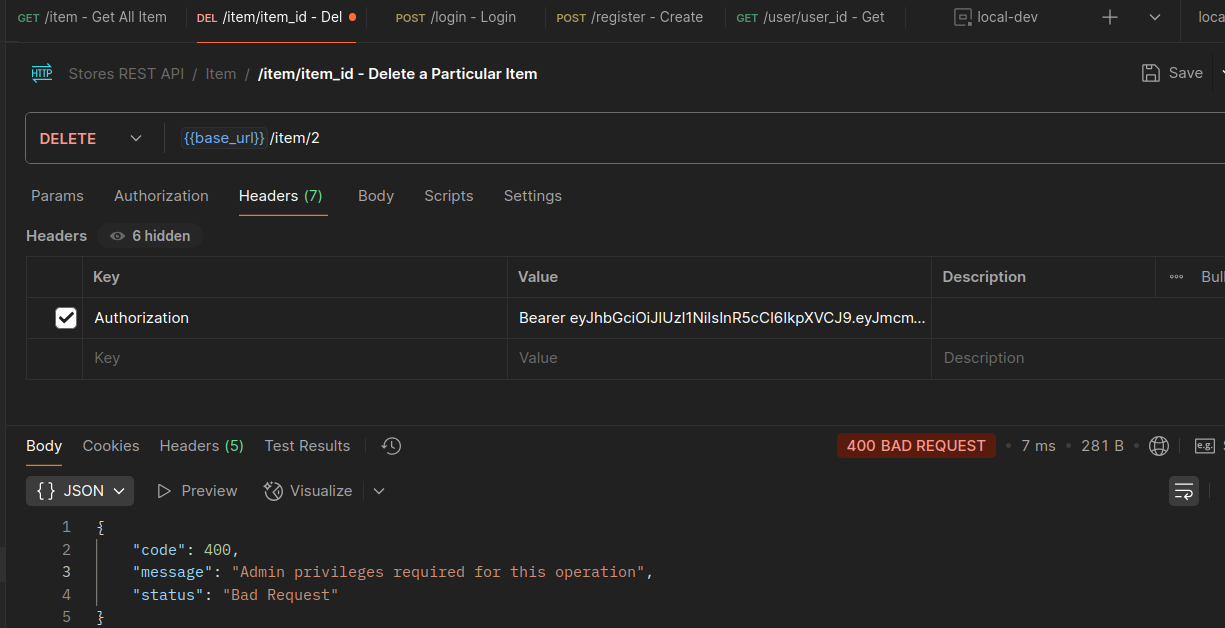 GET /item - Get All Item DEL /item/item_id - Del POST /login - Login POST /register - Create GET /user/user_id - Get local-dev loca
HTTP Stores REST API / Item / /item/item_id - Delete a Particular Item Save
DELETE {{base_url}} /item/2
Params Authorization Headers (7) Body Scripts Settings
Headers 6 hidden
Key Value Description Bul
Authorization Bearer eyJhbGciOiJIUzI1NiIsInR5cCI6IkpXVCJ9.eyJmcm...
Key Value Description
Body Cookies Headers (5) Test Results 400 BAD REQUEST • 7 ms • 281 B • e.g.
{} JSON Preview Visualize
1 {
2 "code": 400,
3 "message": "Admin privileges required for this operation",
4 "status": "Bad Request"
5 }